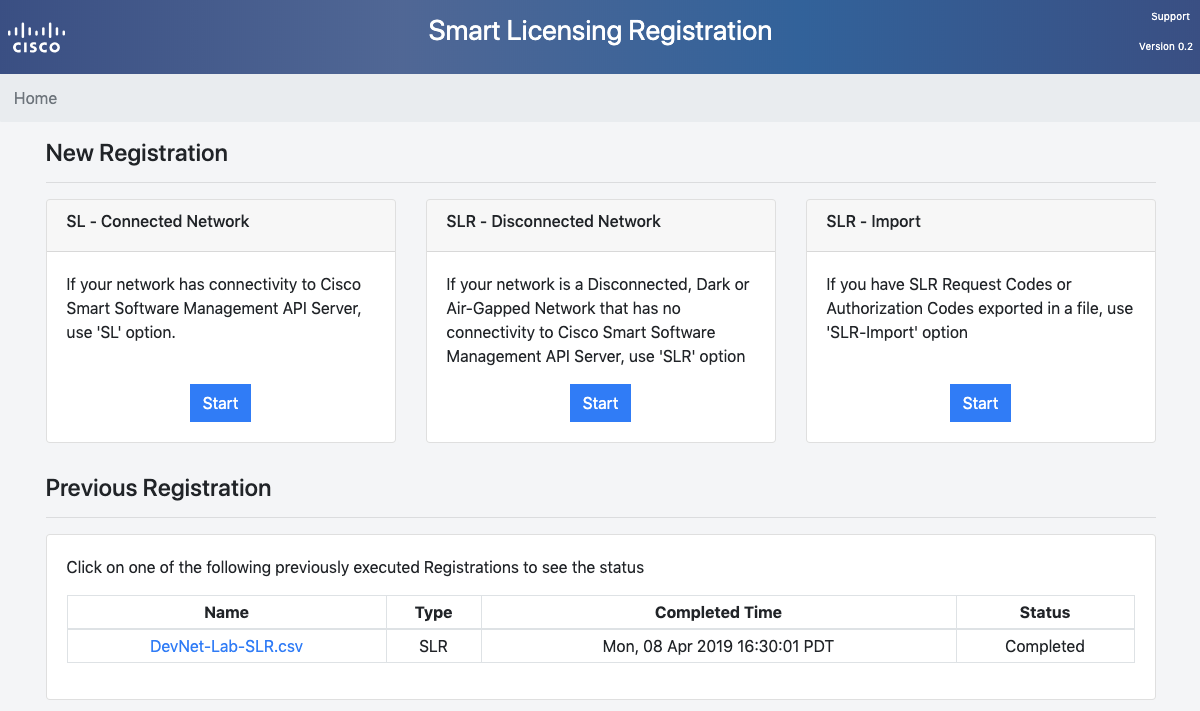 CISCO
Smart Licensing Registration
Support
Version 0.2
Home
New Registration
SL - Connected Network
If your network has connectivity to Cisco
Smart Software Management API Server,
use 'SL' option.
Start
SLR - Disconnected Network
If your network is a Disconnected, Dark or
Air-Gapped Network that has no
connectivity to Cisco Smart Software
Management API Server, use 'SLR' option
Start
SLR - Import
If you have SLR Request Codes or
Authorization Codes exported in a file, use
'SLR-Import' option
Start
Previous Registration
Click on one of the following previously executed Registrations to see the status
Name Type Completed Time Status
DevNet-Lab-SLR.csv SLR Mon, 08 Apr 2019 16:30:01 PDT Completed